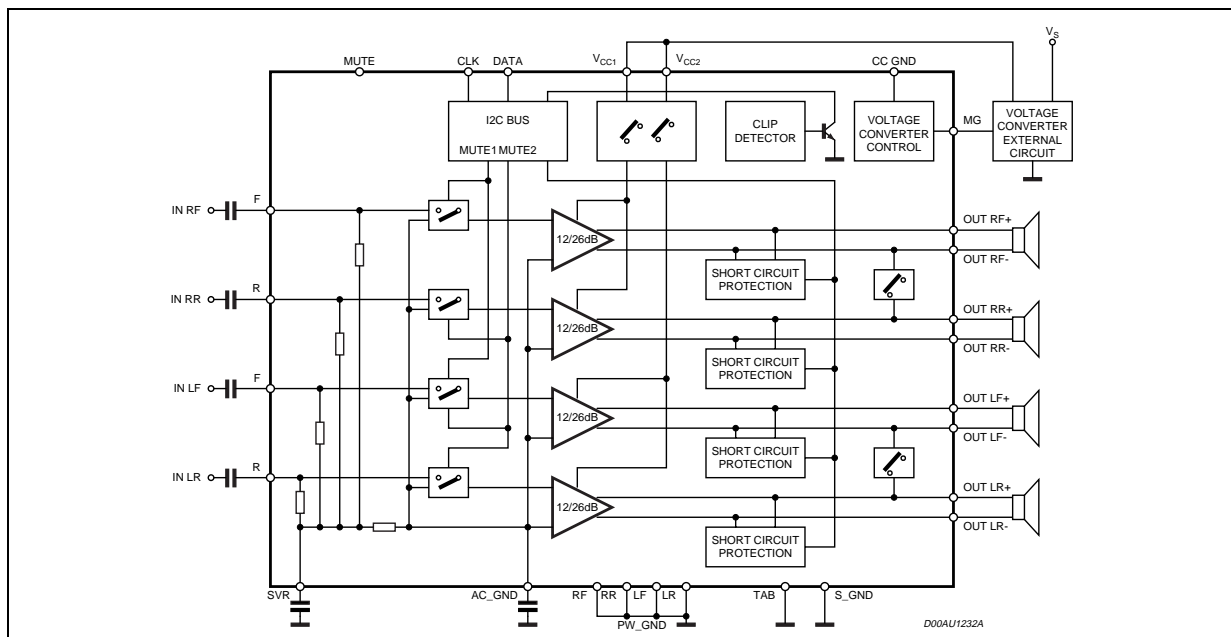 V_S
MUTE CLK DATA V_CC1 V_CC2 CC GND
I2C BUS
MUTE1 MUTE2
CLIP
DETECTOR
VOLTAGE
CONVERTER
CONTROL
MG
VOLTAGE
CONVERTER
EXTERNAL
CIRCUIT
IN RF F
12/26dB
OUT RF+
OUT RF-
SHORT CIRCUIT
PROTECTION
IN RR R
12/26dB
OUT RR+
OUT RR-
SHORT CIRCUIT
PROTECTION
IN LF F
12/26dB
OUT LF+
OUT LF-
SHORT CIRCUIT
PROTECTION
IN LR R
12/26dB
OUT LR+
OUT LR-
SHORT CIRCUIT
PROTECTION
SVR AC_GND RF RR LF LR TAB S_GND
PW_GND
D00AU1232A